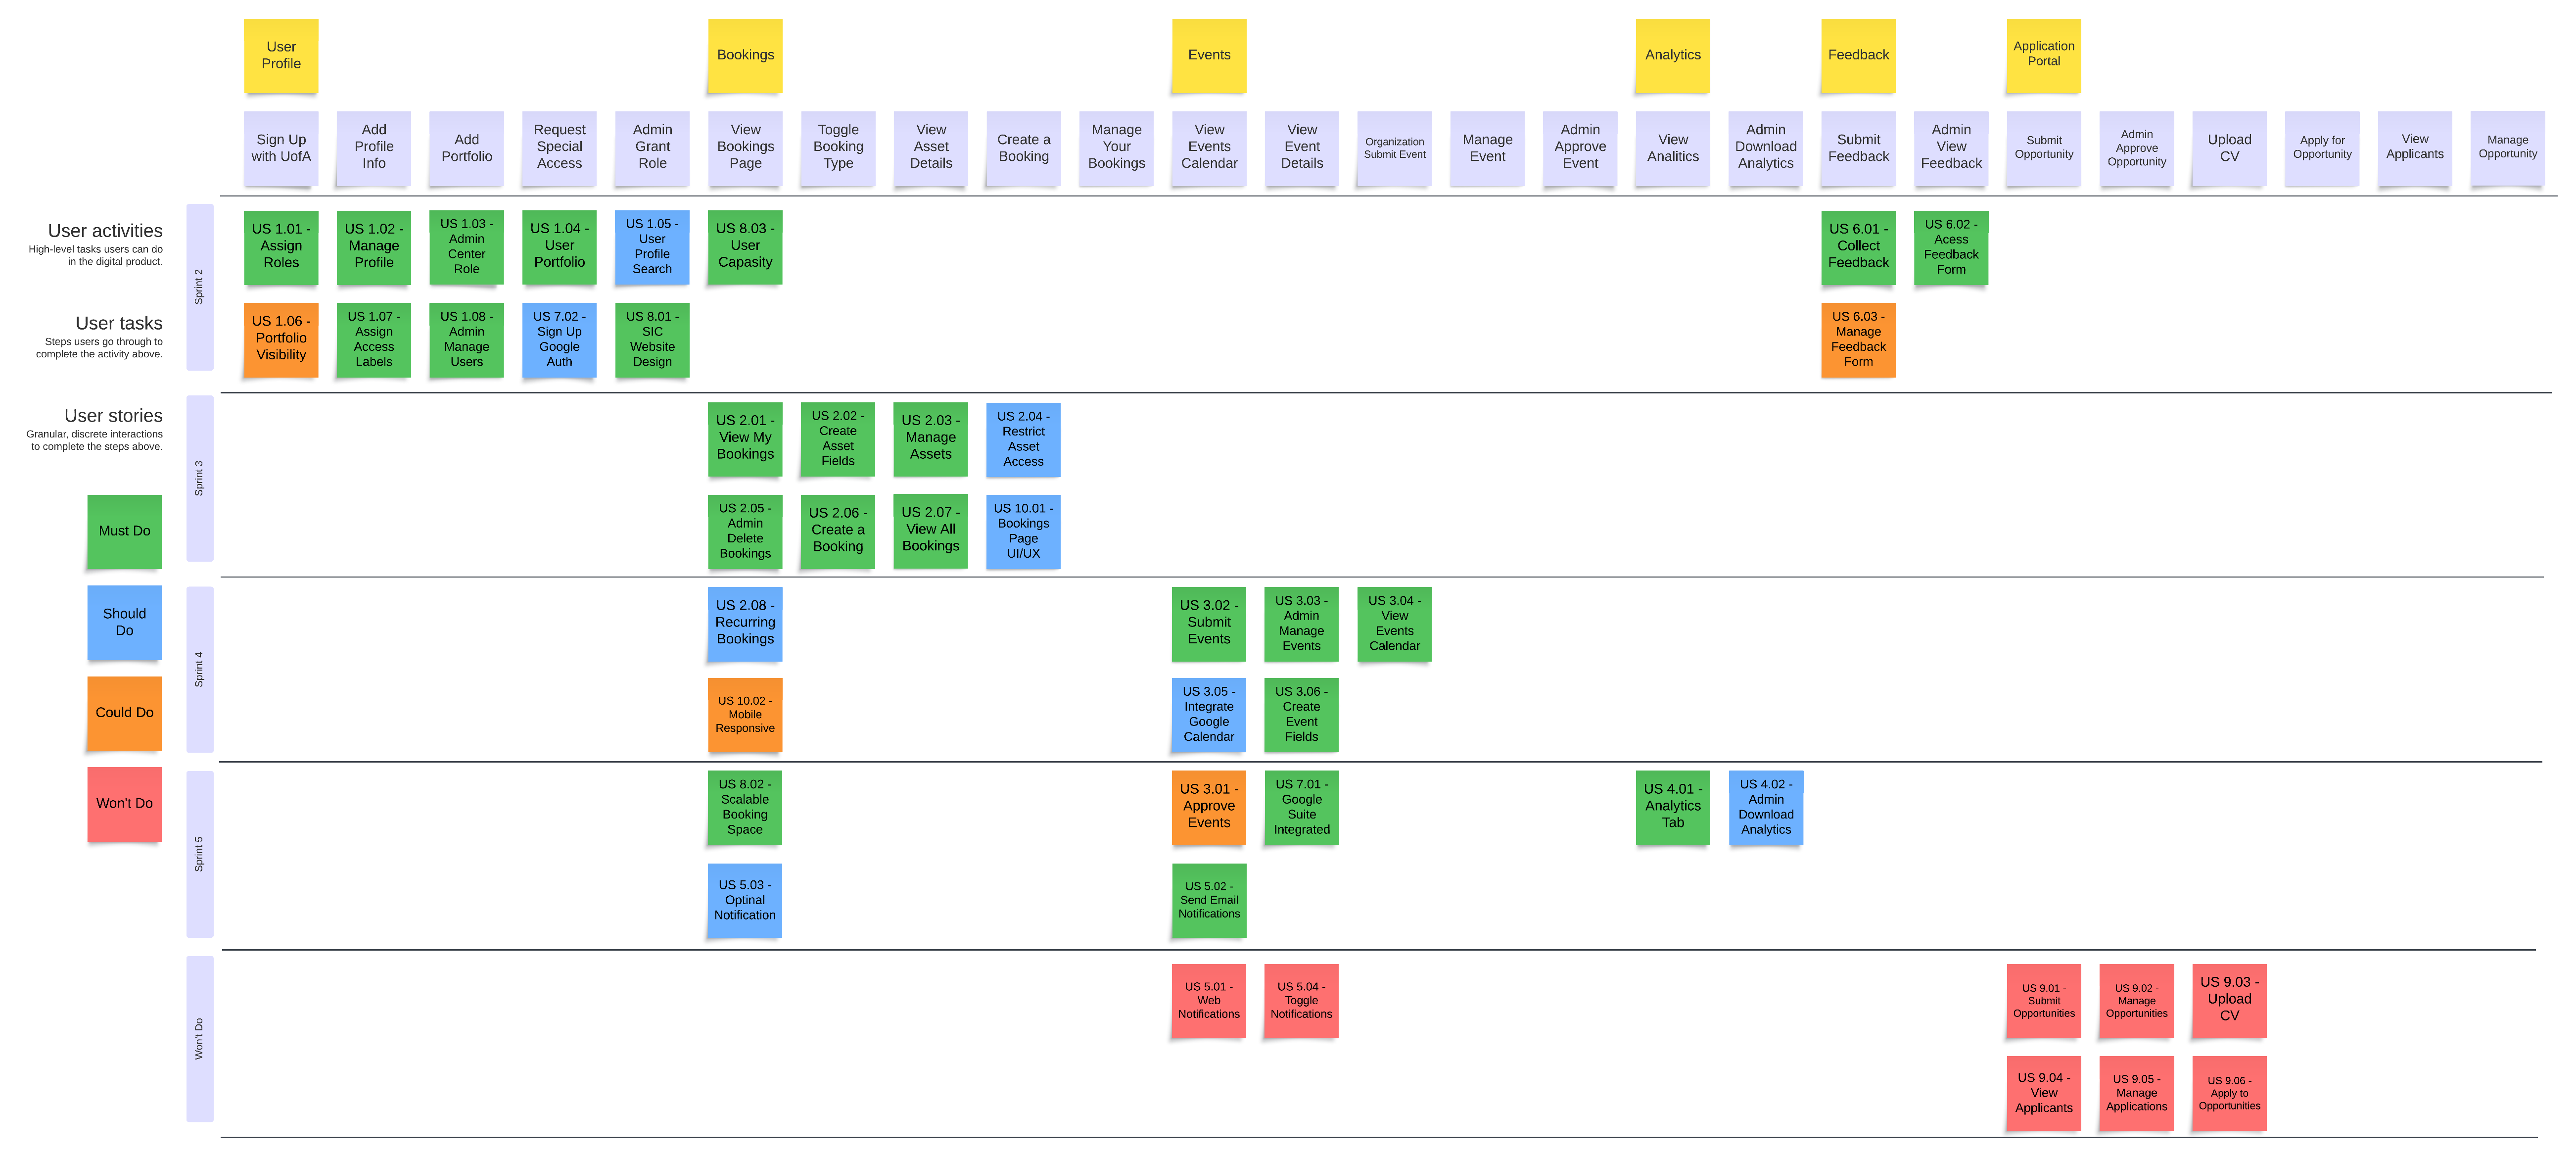 User
Profile
Bookings
Events
Analytics
Feedback
Application
Portal
Sign Up
with UofA
Add
Profile
Info
Add
Portfolio
Request
Special
Access
Admin
Grant
Role
View
Bookings
Page
Toggle
Booking
Type
View
Asset
Details
Create a
Booking
Manage
Your
Bookings
View
Events
Calendar
View
Event
Details
Organization
Submit Event
Manage
Event
Admin
Approve
Event
View
Analitics
Admin
Download
Analytics
Submit
Feedback
Admin
View
Feedback
Submit
Opportunity
Admin
Approve
Opportunity
Upload
CV
Apply for
Opportunity
View
Applicants
Manage
Opportunity
User activities
High-level tasks users can do
in the digital product.
User tasks
Steps users go through to
complete the activity above.
User stories
Granular, discrete interactions
to complete the steps above.
Must Do
Should
Do
Could Do
Won't Do
Sprint 2
US 1.01 -
Assign
Roles
US 1.02 -
Manage
Profile
US 1.03 -
Admin
Center
Role
US 1.04 -
User
Portfolio
US 1.05 -
User
Profile
Search
US 8.03 -
User
Capasity
US 6.01 -
Collect
Feedback
US 6.02 -
Acess
Feedback
Form
US 1.06 -
Portfolio
Visibility
US 1.07 -
Assign
Access
Labels
US 1.08 -
Admin
Manage
Users
US 7.02 -
Sign Up
Google
Auth
US 8.01 -
SIC
Website
Design
US 6.03 -
Manage
Feedback
Form
Sprint 3
US 2.01 -
View My
Bookings
US 2.02 -
Create
Asset
Fields
US 2.03 -
Manage
Assets
US 2.04 -
Restrict
Asset
Access
US 2.05 -
Admin
Delete
Bookings
US 2.06 -
Create a
Booking
US 2.07 -
View All
Bookings
US 10.01 -
Bookings
Page
UI/UX
Sprint 4
US 2.08 -
Recurring
Bookings
US 3.02 -
Submit
Events
US 3.03 -
Admin
Manage
Events
US 3.04 -
View
Events
Calendar
US 10.02 -
Mobile
Responsive
US 3.05 -
Integrate
Google
Calendar
US 3.06 -
Create
Event
Fields
Sprint 5
US 8.02 -
Scalable
Booking
Space
US 3.01 -
Approve
Events
US 7.01 -
Google
Suite
Integrated
US 4.01 -
Analytics
Tab
US 4.02 -
Admin
Download
Analytics
US 5.03 -
Optinal
Notification
US 5.02 -
Send Email
Notifications
Won't Do
US 5.01 -
Web
Notifications
US 5.04 -
Toggle
Notifications
US 9.01 -
Submit
Opportunities
US 9.02 -
Manage
Opportunities
US 9.03 -
Upload
CV
US 9.04 -
View
Applicants
US 9.05 -
Manage
Applications
US 9.06 -
Apply to
Opportunities